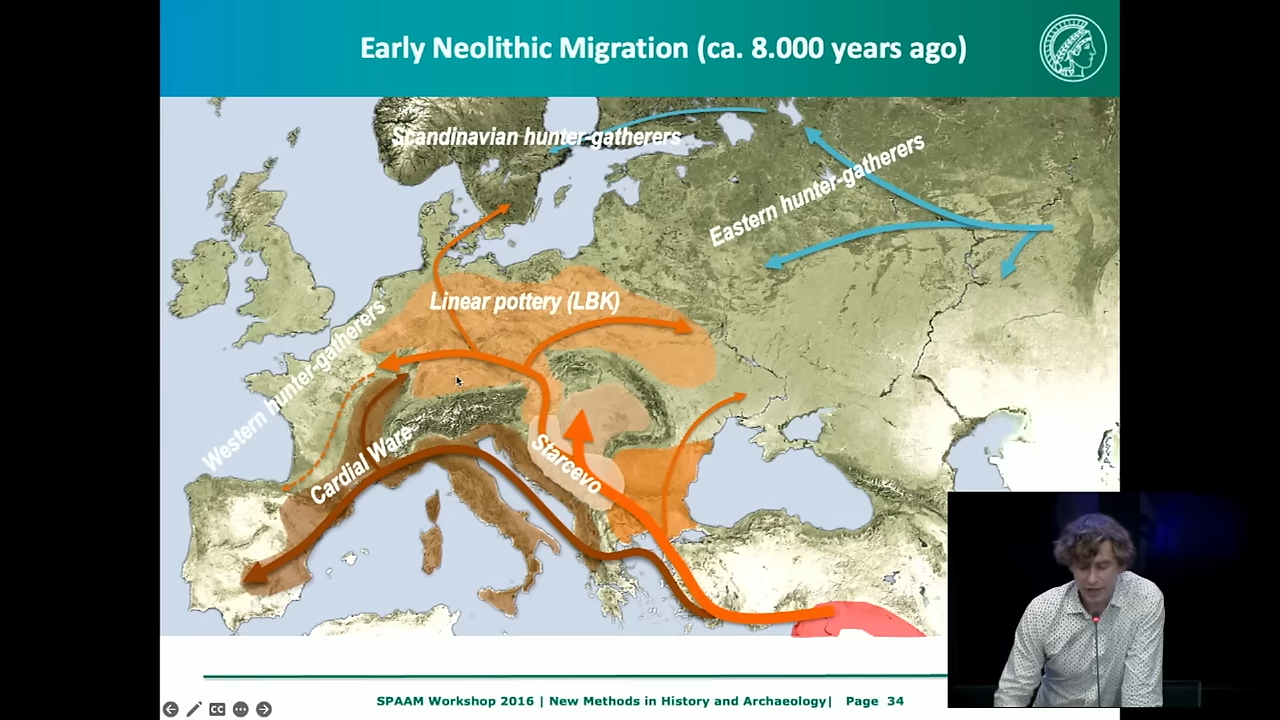 Early Neolithic Migration (ca. 8.000 years ago)
Scandinavian hunter-gatherers
Eastern hunter-gatherers
Linear pottery (LBK)
Western hunter-gatherers
Cardial Ware
Starcevo
SPAAM Workshop 2016 | New Methods in History and Archaeology| Page 34
CC